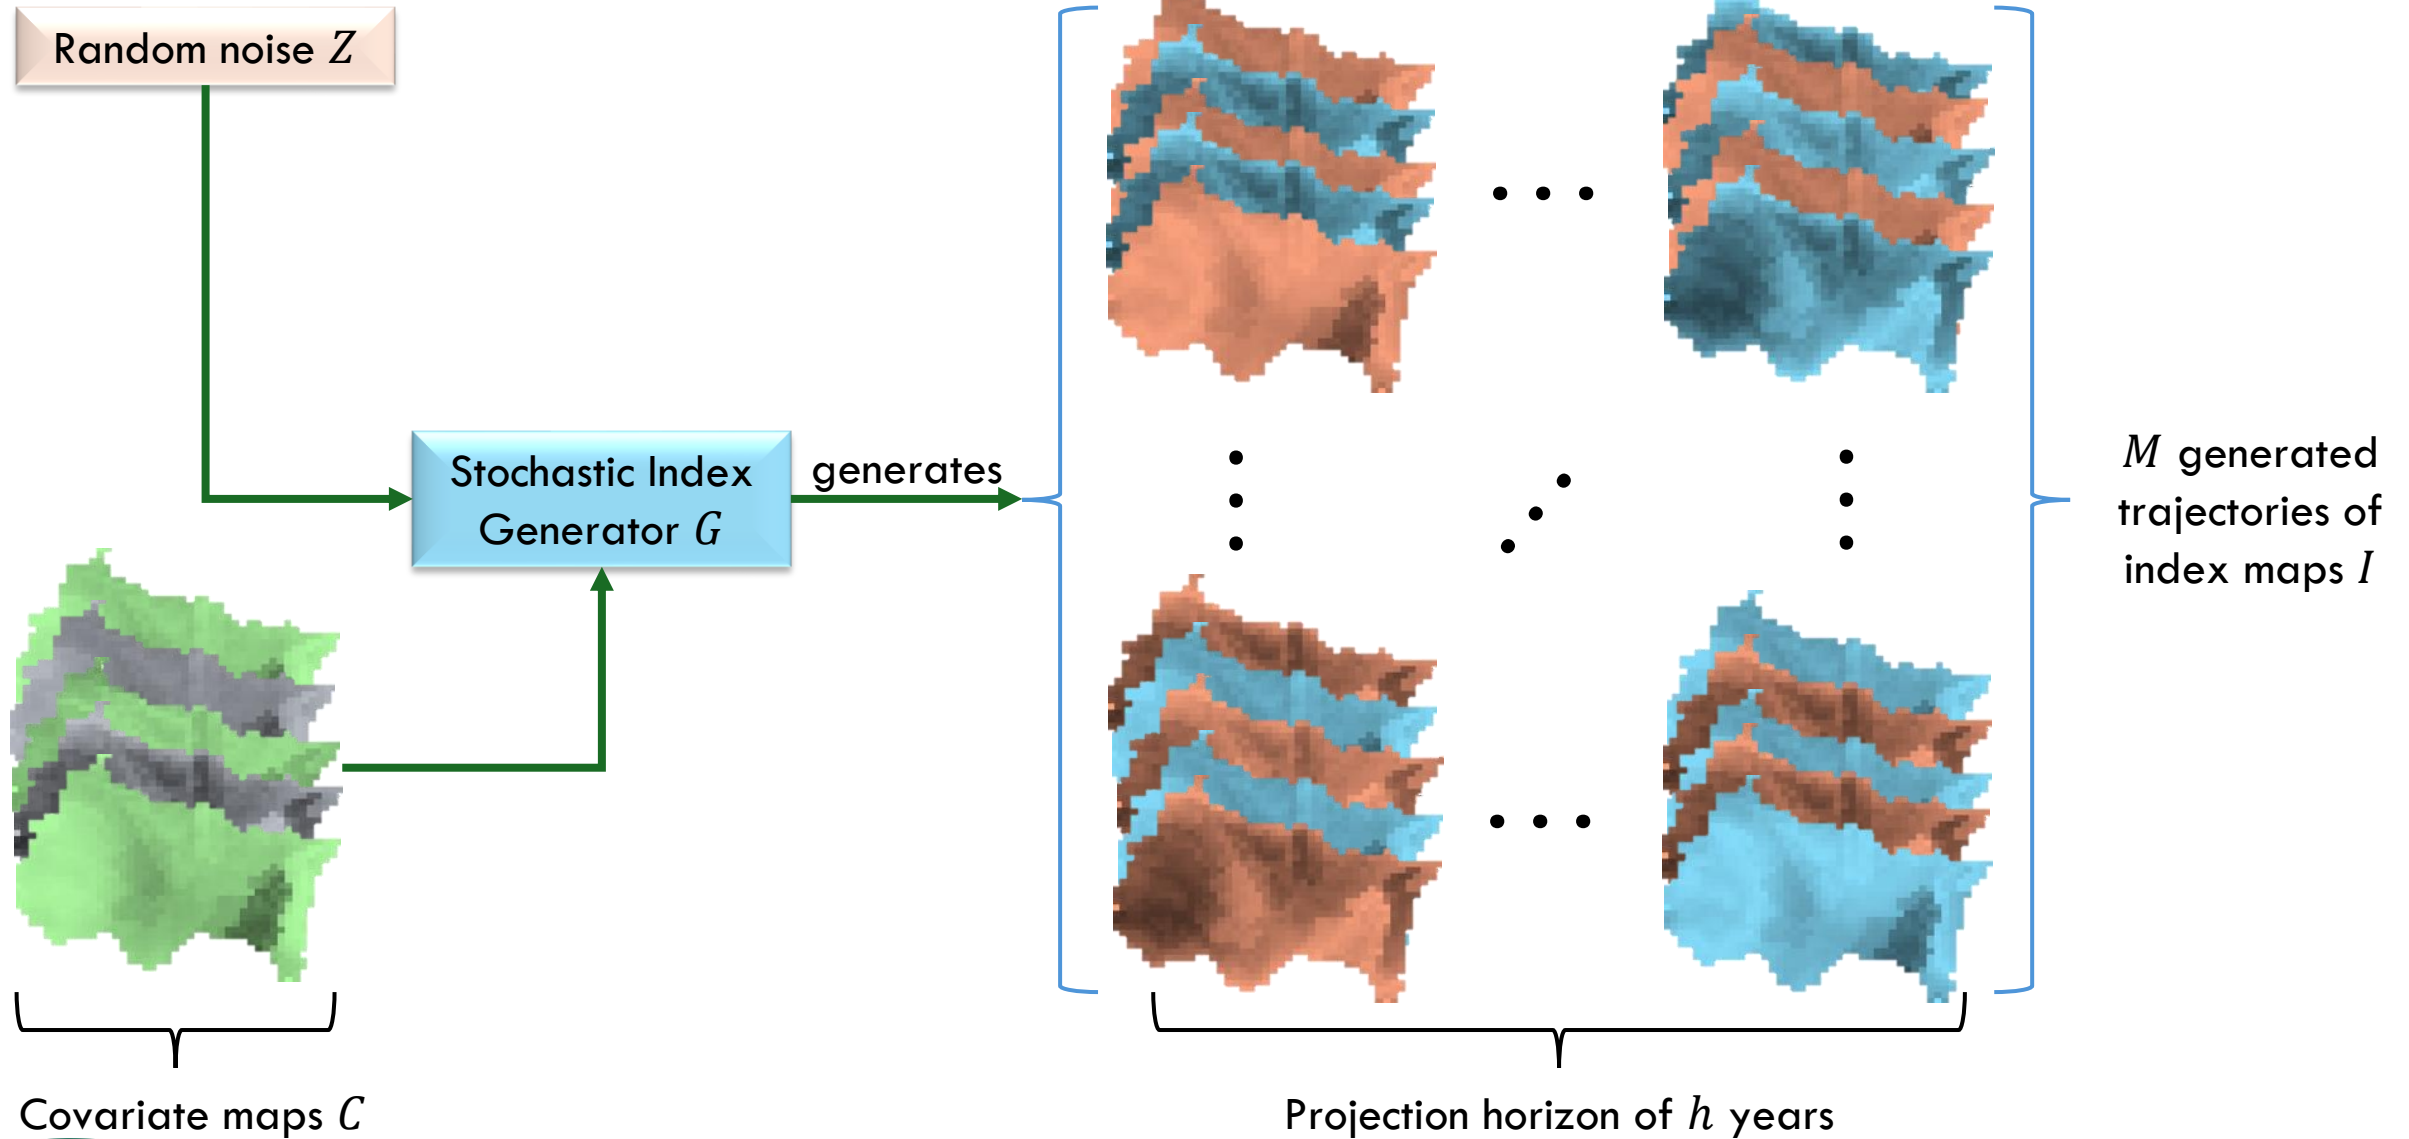 Random noise Z
Stochastic Index
Generator G
generates
M generated
trajectories of
index maps I
Covariate maps C
Projection horizon of h years